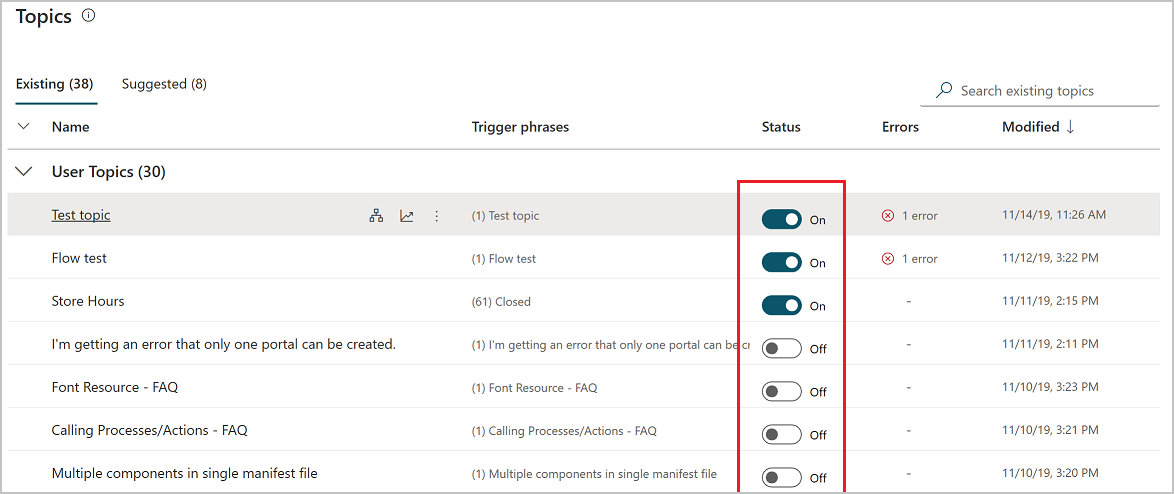 Topics
Existing (38) Suggested (8) Search existing topics
Name Trigger phrases Status Errors Modified ↓
User Topics (30)
Test topic (1) Test topic On 1 error 11/14/19, 11:26 AM
Flow test (1) Flow test On 1 error 11/12/19, 3:22 PM
Store Hours (61) Closed On - 11/11/19, 2:15 PM
I'm getting an error that only one portal can be created. (1) I'm getting an error that only one portal can be cr Off - 11/11/19, 2:11 PM
Font Resource - FAQ (1) Font Resource - FAQ Off - 11/10/19, 3:23 PM
Calling Processes/Actions - FAQ (1) Calling Processes/Actions - FAQ Off - 11/10/19, 3:21 PM
Multiple components in single manifest file (1) Multiple components in single manifest file Off - 11/10/19, 3:20 PM